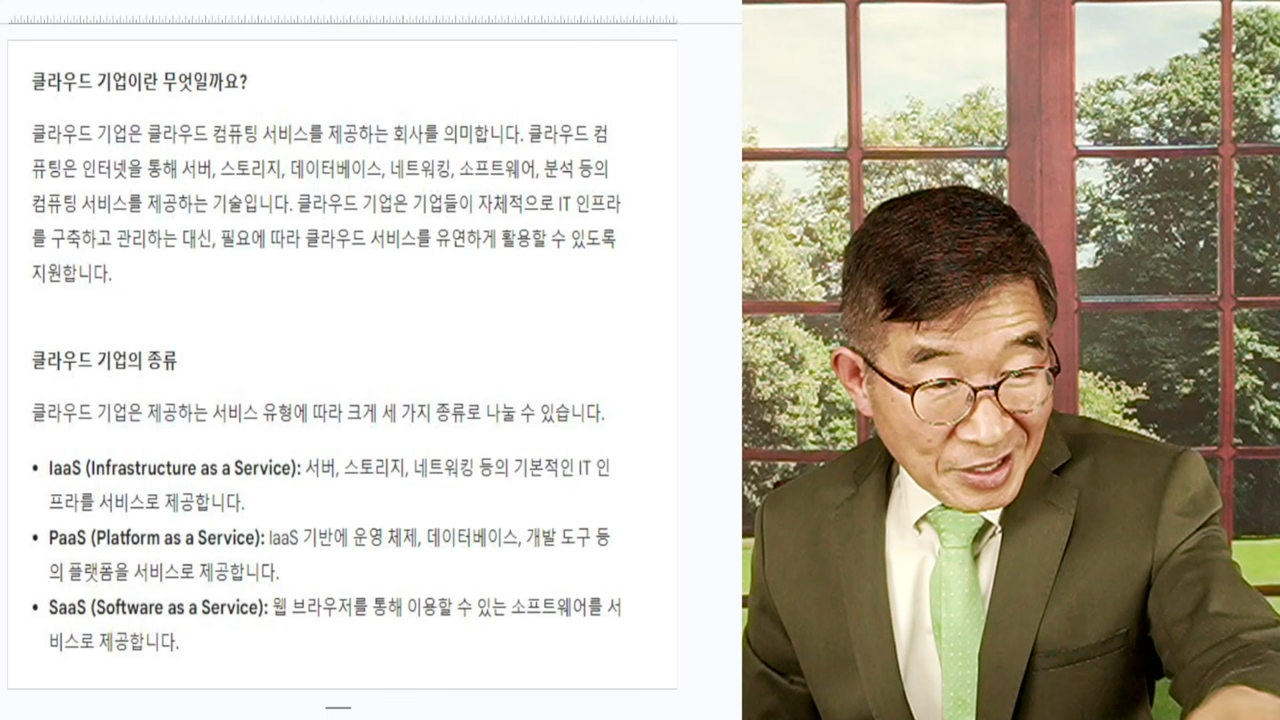 클라우드 기업이란 무엇일까요?
클라우드 기업은 클라우드 컴퓨팅 서비스를 제공하는 회사를 의미합니다. 클라우드 컴
퓨팅은 인터넷을 통해 서버, 스토리지, 데이터베이스, 네트워킹, 소프트웨어, 분석 등의
컴퓨팅 서비스를 제공하는 기술입니다. 클라우드 기업은 기업들이 자체적으로 IT 인프라
를 구축하고 관리하는 대신, 필요에 따라 클라우드 서비스를 유연하게 활용할 수 있도록
지원합니다.
클라우드 기업의 종류
클라우드 기업은 제공하는 서비스 유형에 따라 크게 세 가지 종류로 나눌 수 있습니다.
• IaaS (Infrastructure as a Service): 서버, 스토리지, 네트워킹 등의 기본적인 IT 인
프라를 서비스로 제공합니다.
• PaaS (Platform as a Service): IaaS 기반에 운영 체제, 데이터베이스, 개발 도구 등
의 플랫폼을 서비스로 제공합니다.
• SaaS (Software as a Service): 웹 브라우저를 통해 이용할 수 있는 소프트웨어를 서
비스로 제공합니다.